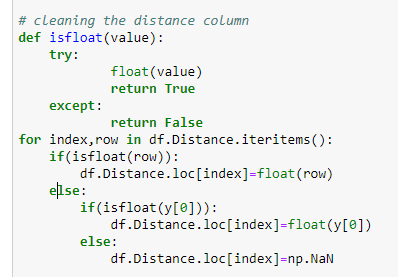 # cleaning the distance column
def isfloat(value):
    try:
            float(value)
            return True
    except:
            return False
for index,row in df.Distance.iteritems():
    if(isfloat(row)):
        df.Distance.loc[index]=float(row)
    else:
        if(isfloat(y[0])):
            df.Distance.loc[index]=float(y[0])
        else:
            df.Distance.loc[index]=np.NaN